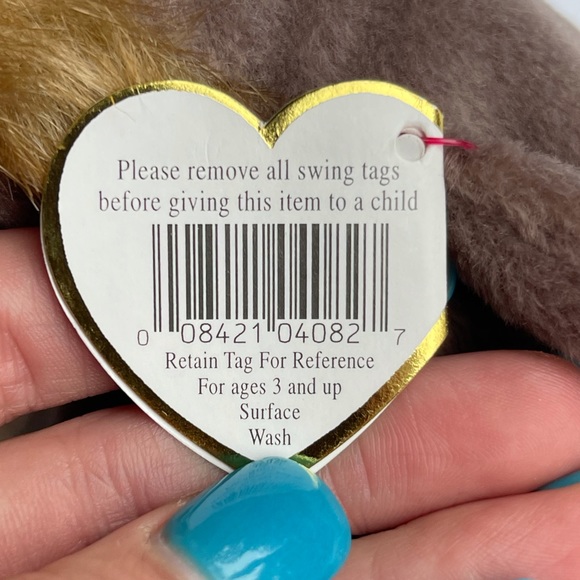 Please remove all swing tags
before giving this item to a child
0 08421 04082 7
Retain Tag For Reference
For ages 3 and up
Surface
Wash